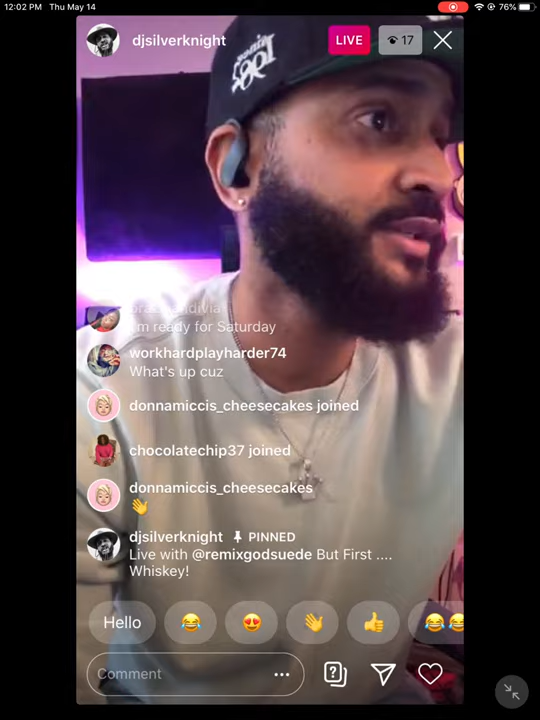 12:02 PM Thu May 14
76%
djsilverknight
LIVE
17
I'm ready for Saturday
workhardplayharder74
What's up cuz
donnamiccis_cheesecakes joined
chocolatechip37 joined
donnamiccis_cheesecakes
👋
djsilverknight PINNED
Live with @remixgodsuede But First ....
Whiskey!
Hello 😂 😍 👋 👍 😂😂
Comment ...